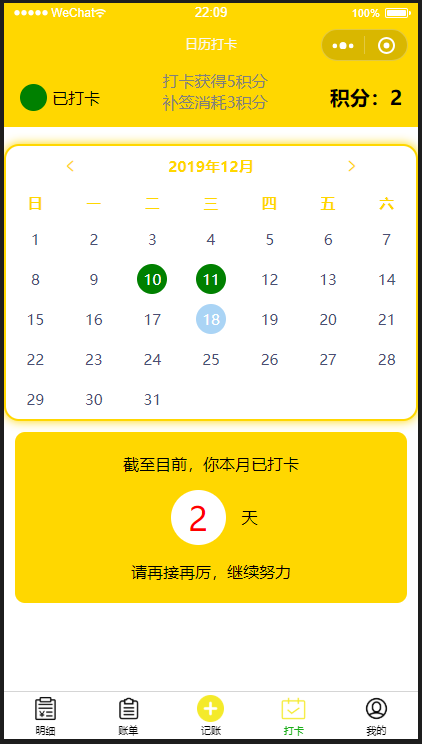 WeChat 22:09 100%
日历打卡
已打卡 打卡获得5积分 积分：2
补签消耗3积分
2019年12月
日 一 二 三 四 五 六
1 2 3 4 5 6 7
8 9 10 11 12 13 14
15 16 17 18 19 20 21
22 23 24 25 26 27 28
29 30 31
截至目前，你本月已打卡
2 天
请再接再厉，继续努力
明细 账单 记账 打卡 我的